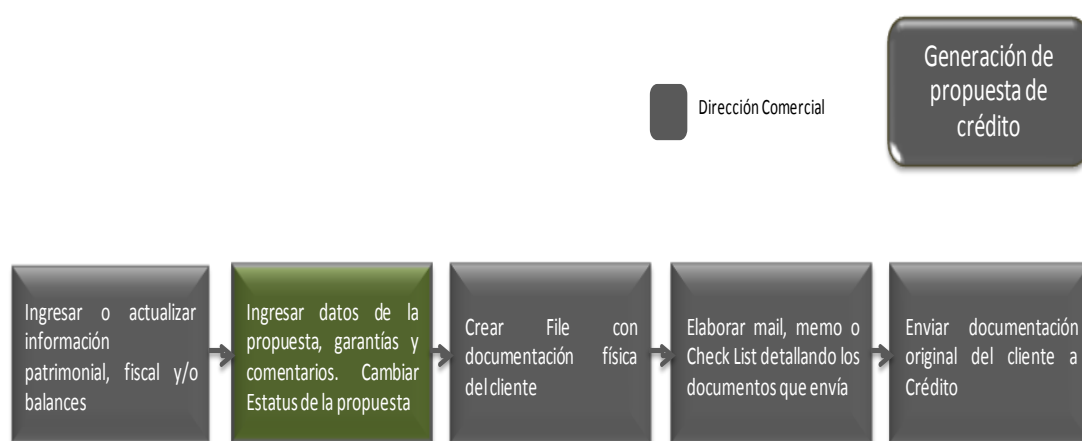 Generación de
propuesta de
crédito
Dirección Comercial
Ingresar o actualizar
información
patrimonial, fiscal y/o
balances
Ingresar datos de la
propuesta, garantías y
comentarios. Cambiar
Estatus de la propuesta
Crear File con
documentación física
del cliente
Elaborar mail, memo o
Check List detallando los
documentos que envía
Enviar documentación
original del cliente a
Crédito